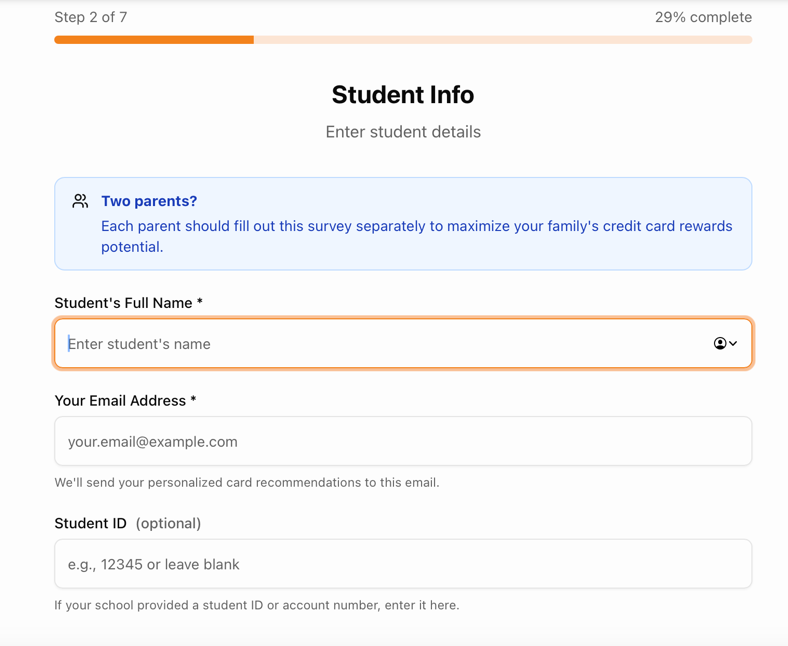 Step 2 of 7
29% complete
Student Info
Enter student details
Two parents?
Each parent should fill out this survey separately to maximize your family's credit card rewards
potential.
Student's Full Name *
Enter student's name
Your Email Address *
your.email@example.com
We'll send your personalized card recommendations to this email.
Student ID (optional)
e.g., 12345 or leave blank
If your school provided a student ID or account number, enter it here.